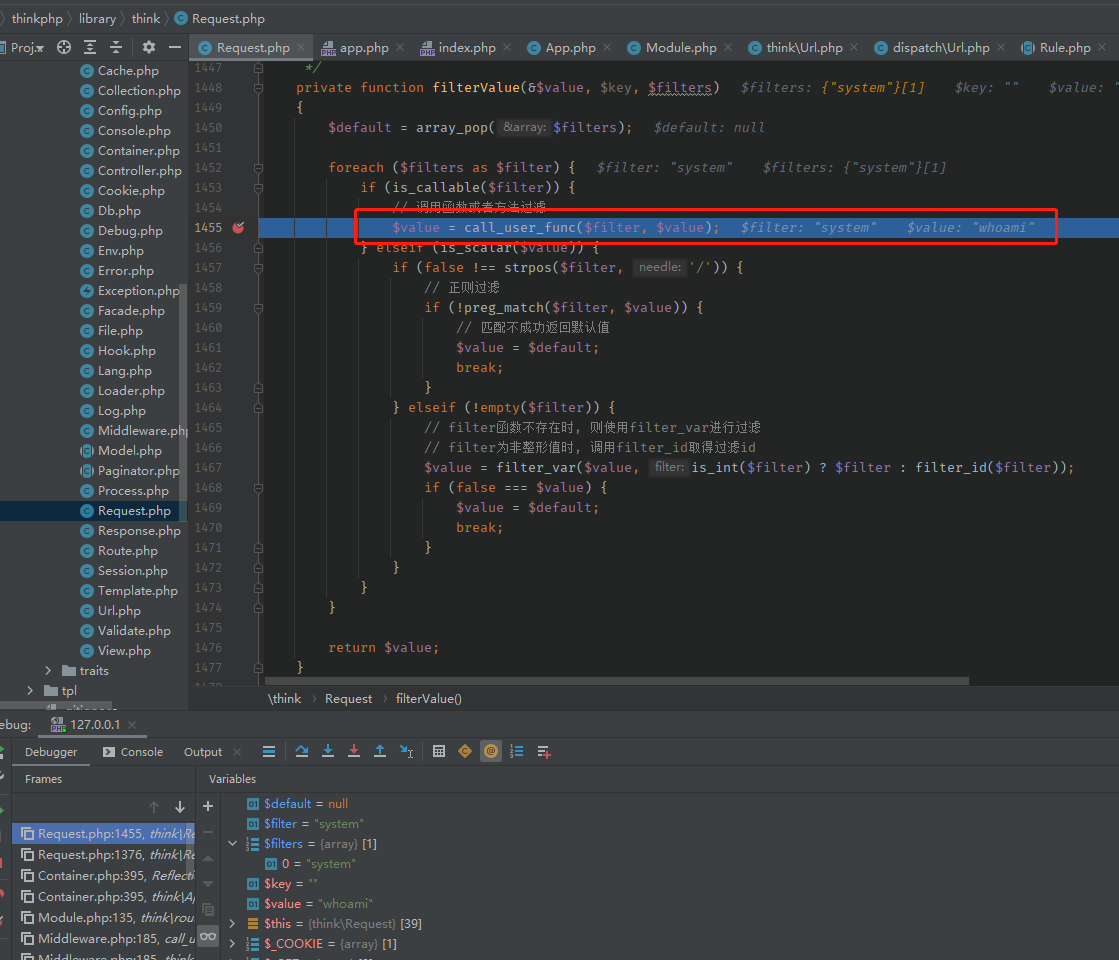 thinkphp library think Request.php
Proj
Request.php app.php index.php App.php Module.php think\Url.php dispatch\Url.php Rule.php
Cache.php
Collection.php
Config.php
Console.php
Container.php
Controller.php
Cookie.php
Db.php
Debug.php
Env.php
Error.php
Exception.php
Facade.php
File.php
Hook.php
Lang.php
Loader.php
Log.php
Middleware.php
Model.php
Paginator.php
Process.php
Request.php
Response.php
Route.php
Session.php
Template.php
Url.php
Validate.php
View.php
traits
tpl
1447 */
1448 private function filterValue(&$value, $key, $filters) $filters: {"system"}[1] $key: "" $value: "
1449 {
1450 $default = array_pop( &array: $filters); $default: null
1451
1452 foreach ($filters as $filter) { $filter: "system" $filters: {"system"}[1]
1453 if (is_callable($filter)) {
1454 // 调用函数或者方法过滤
1455 $value = call_user_func($filter, $value); $filter: "system" $value: "whoami"
1456 } elseif (is_scalar($value)) {
1457 if (false !== strpos($filter, needle: '/')) {
1458 // 正则过滤
1459 if (!preg_match($filter, $value)) {
1460 // 匹配不成功返回默认值
1461 $value = $default;
1462 break;
1463 }
1464 } elseif (!empty($filter)) {
1465 // filter函数不存在时, 则使用filter_var进行过滤
1466 // filter为非整形值时, 调用filter_id取得过滤id
1467 $value = filter_var($value, filter: is_int($filter) ? $filter : filter_id($filter));
1468 if (false === $value) {
1469 $value = $default;
1470 break;
1471 }
1472 }
1473 }
1474 }
1475
1476 return $value;
1477 }
\think Request filterValue()
ebug: 127.0.0.1
Debugger Console Output
Frames Variables
Request.php:1455, think\Re
Request.php:1376, think\Re
Container.php:395, Reflecti
Container.php:395, think\A
Module.php:135, think\rou
Middleware.php:185, call_u
Middleware.php:185, think
$default = null
$filter = "system"
$filters = {array} [1]
0 = "system"
$key = ""
$value = "whoami"
$this = {think\Request} [39]
$_COOKIE = {array} [1]